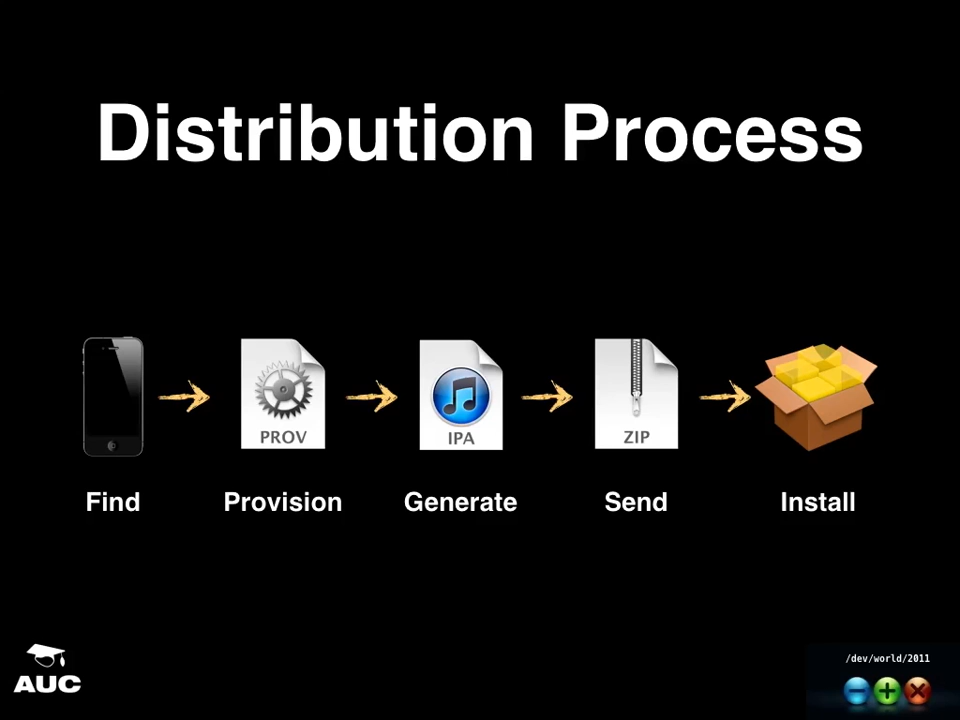 Distribution Process
PROV
IPA
ZIP
Find
Provision
Generate
Send
Install
AUC
/dev/world/2011